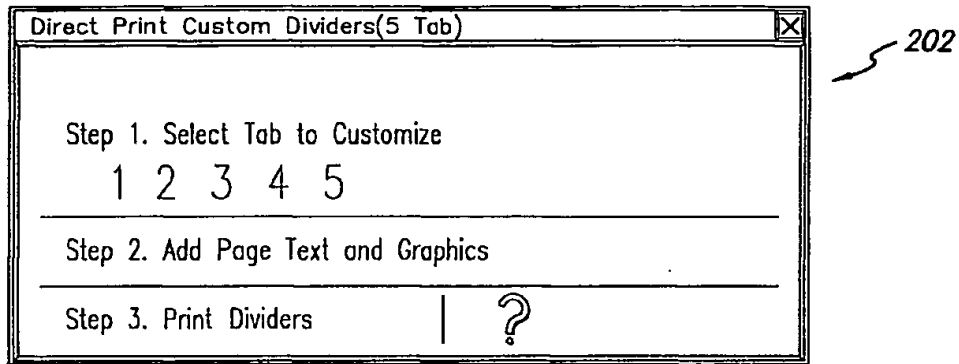 Direct Print Custom Dividers(5 Tab)
202
Step 1. Select Tab to Customize
1 2 3 4 5
Step 2. Add Page Text and Graphics
Step 3. Print Dividers | ?